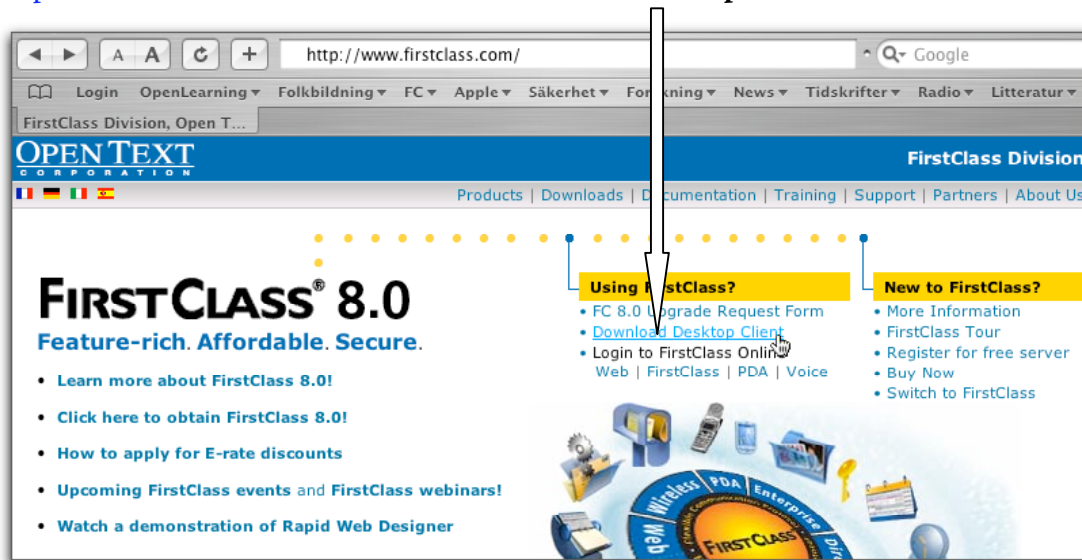 A A + http://www.firstclass.com/ Google
Login OpenLearning Folkbildning FC Apple Säkerhet News Tidskrifter Radio Litteratur
FirstClass Division, Open T...
OPEN TEXT
CORPORATION
FirstClass Division
Products | Downloads | Documentation | Training | Support | Partners | About Us
FIRSTCLASS® 8.0
Feature-rich. Affordable. Secure.
• Learn more about FirstClass 8.0!
• Click here to obtain FirstClass 8.0!
• How to apply for E-rate discounts
• Upcoming FirstClass events and FirstClass webinars!
• Watch a demonstration of Rapid Web Designer
Using FirstClass?
• FC 8.0 Upgrade Request Form
• Download Desktop Client
• Login to FirstClass Online
Web | FirstClass | PDA | Voice
New to FirstClass?
• More Information
• FirstClass Tour
• Register for free server
• Buy Now
• Switch to FirstClass
Web Wireless PDA Enterprise
FIRSTCLASS